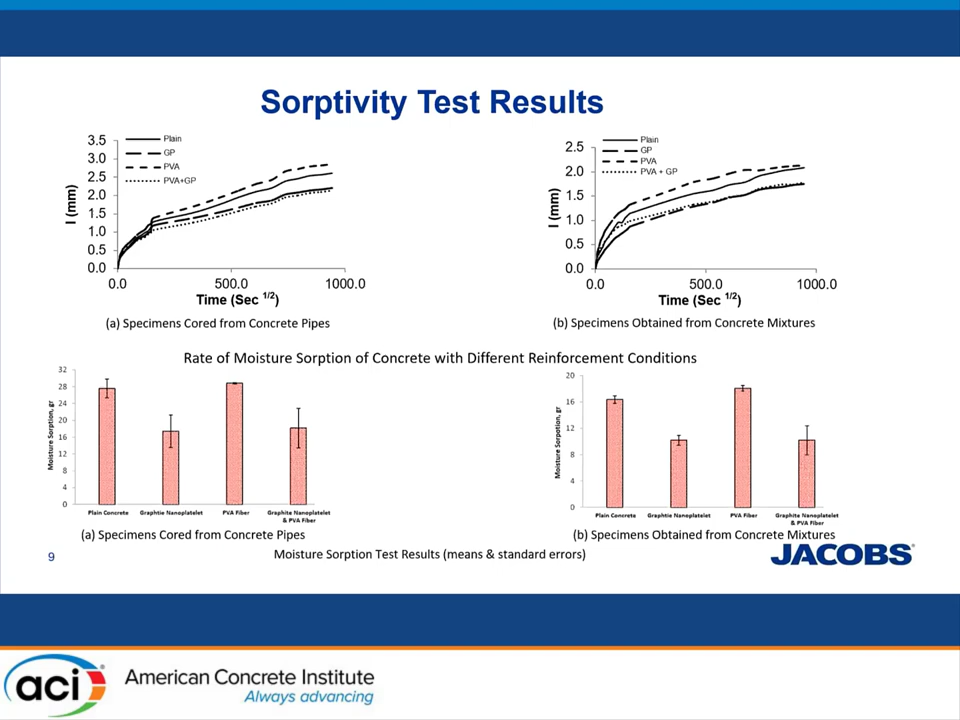 Sorptivity Test Results
3.5
3.0
2.5
2.0
1.5
1.0
0.5
0.0
I (mm)
Plain
GP
PVA
PVA+GP
0.0 500.0 1000.0
Time (Sec 1/2)
(a) Specimens Cored from Concrete Pipes
2.5
2.0
1.5
1.0
0.5
0.0
I (mm)
Plain
GP
PVA
PVA + GP
0.0 500.0 1000.0
Time (Sec 1/2)
(b) Specimens Obtained from Concrete Mixtures
Rate of Moisture Sorption of Concrete with Different Reinforcement Conditions
32
28
24
20
16
12
8
4
0
Moisture Sorption, gr
Plain Concrete Graphtie Nanoplatelet PVA Fiber Graphite Nanoplatelet
& PVA Fiber
(a) Specimens Cored from Concrete Pipes
20
16
12
8
4
0
Moisture Sorpotion, gr
Plain Concrete Graphtie Nanoplatelet PVA Fiber Graphite Nanoplatelet
& PVA Fiber
(b) Specimens Obtained from Concrete Mixtures
Moisture Sorption Test Results (means & standard errors)
9
JACOBS
aci
American Concrete Institute
Always advancing